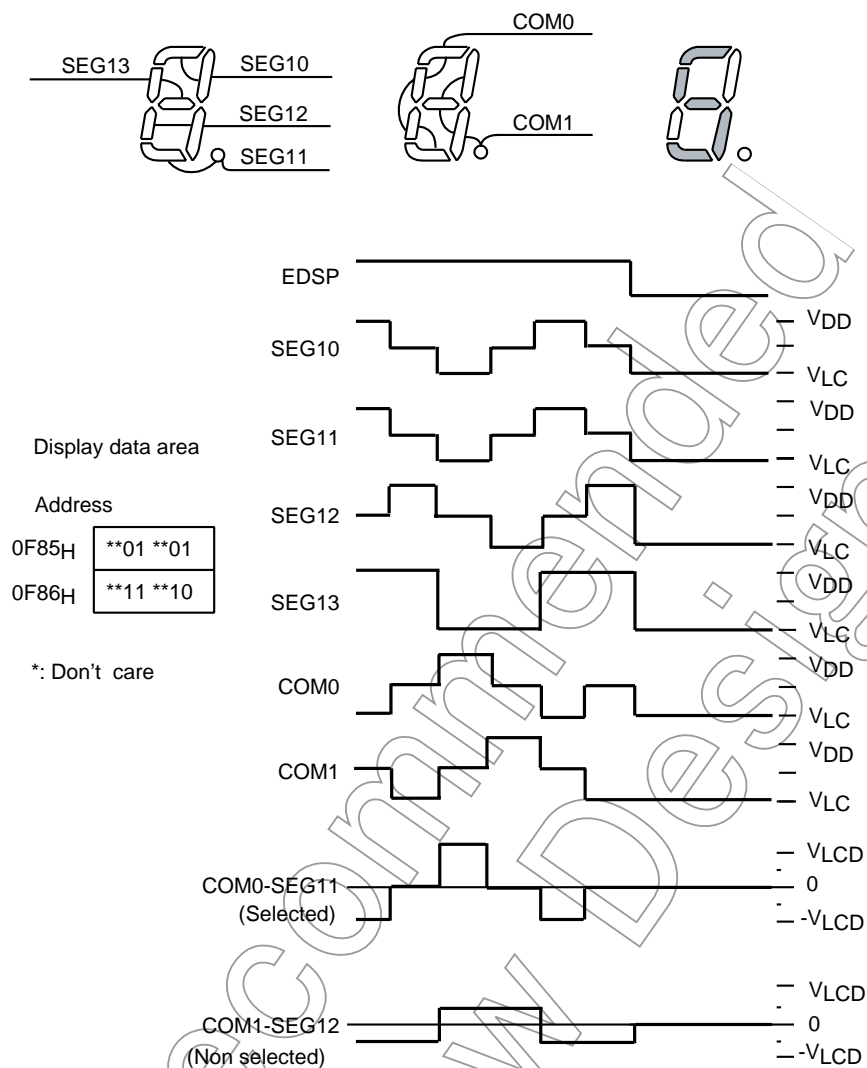 COM0
SEG13 SEG10
SEG12
COM1
SEG11
EDSP
VDD
SEG10
VLC
VDD
SEG11
Display data area
VLC
VDD
Address
SEG12
0F85H **01 **01
VLC
VDD
0F86H **11 **10
SEG13
VLC
*: Don't care
VDD
COM0
VLC
VDD
COM1
VLC
VLCD
COM0-SEG11 0
(Selected)
-VLCD
VLCD
COM1-SEG12 0
(Non selected)
-VLCD
ecommended
w Design